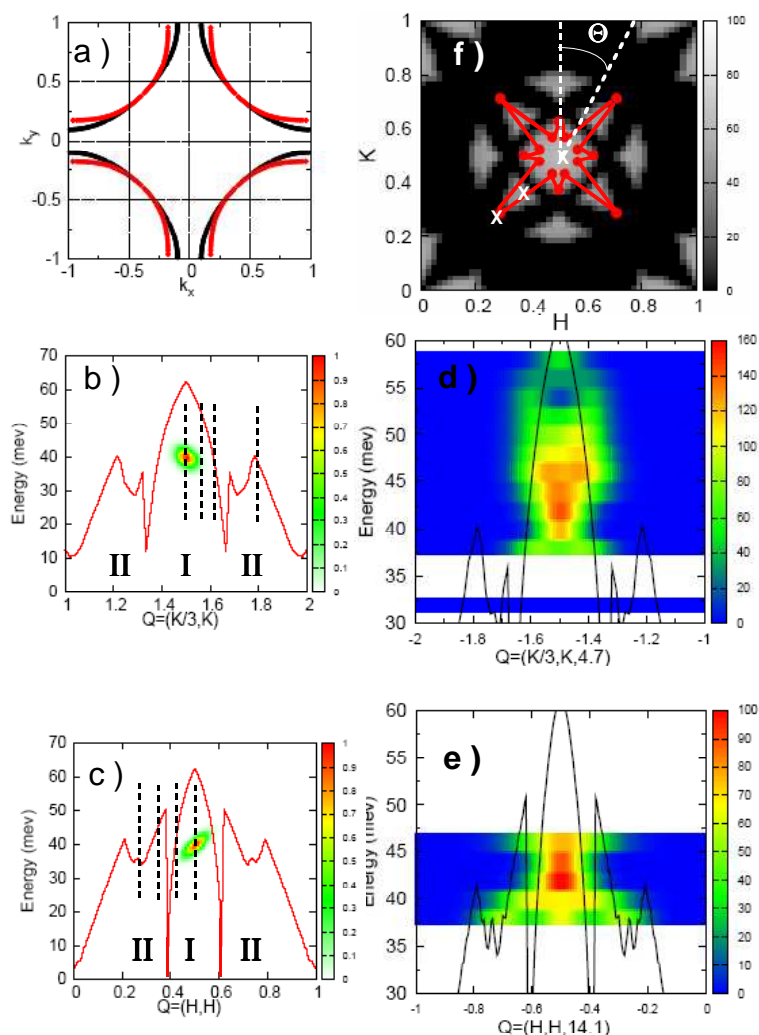 a )
1
0.5
0
-0.5
-1
k_y
-1 -0.5 0 0.5 1
k_x
f )
Θ
1
0.8
0.6
0.4
0.2
0
K
x
x
x
0 0.2 0.4 0.6 0.8 1
H
100
80
60
40
20
0
b )
70
60
50
40
30
20
10
0
Energy (mev)
II I II
1 1.2 1.4 1.6 1.8 2
Q=(K/3,K)
1
0.9
0.8
0.7
0.6
0.5
0.4
0.3
0.2
0.1
0
d )
60
55
50
45
40
35
30
Energy (mev)
-2 -1.8 -1.6 -1.4 -1.2 -1
Q=(K/3,K,4.7)
160
140
120
100
80
60
40
20
0
c )
70
60
50
40
30
20
10
0
Energy (mev)
II I II
0 0.2 0.4 0.6 0.8 1
Q=(H,H)
1
0.9
0.8
0.7
0.6
0.5
0.4
0.3
0.2
0.1
0
e )
60
55
50
45
40
35
30
Energy (mev)
-1 -0.8 -0.6 -0.4 -0.2 0
Q=(H,H,14.1)
100
90
80
70
60
50
40
30
20
10
0